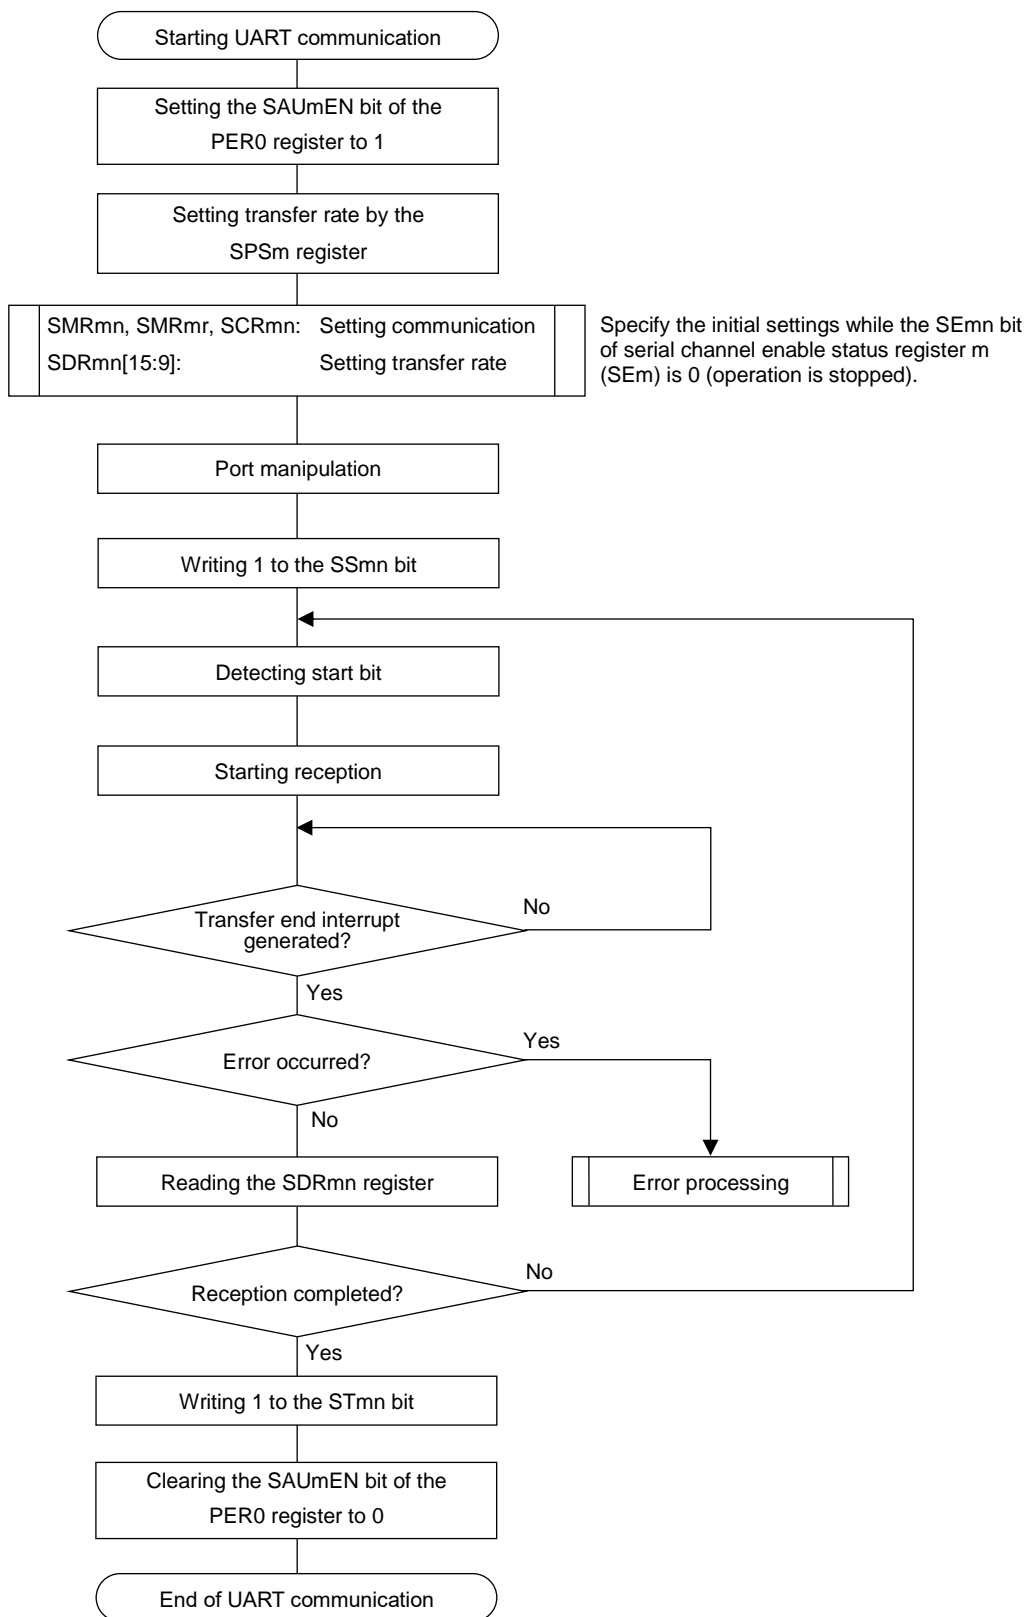 Starting UART communication
Setting the SAUmEN bit of the
PER0 register to 1
Setting transfer rate by the
SPSm register
SMRmn, SMRmr, SCRmn: Setting communication
SDRmn[15:9]: Setting transfer rate
Specify the initial settings while the SEmn bit
of serial channel enable status register m
(SEm) is 0 (operation is stopped).
Port manipulation
Writing 1 to the SSmn bit
Detecting start bit
Starting reception
Transfer end interrupt
generated?
No
Yes
Error occurred?
Yes
No
Reading the SDRmn register
Error processing
Reception completed?
No
Yes
Writing 1 to the STmn bit
Clearing the SAUmEN bit of the
PER0 register to 0
End of UART communication